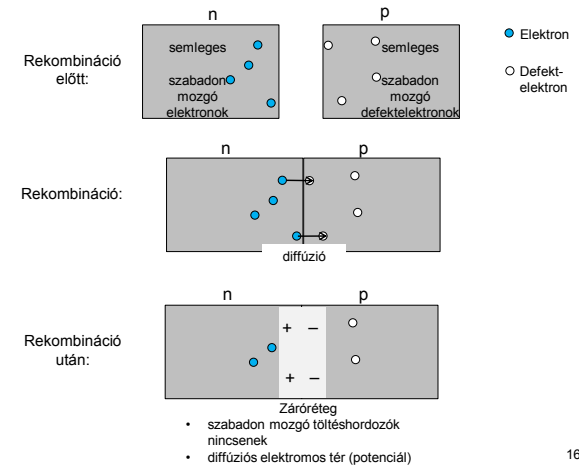 n
p
semleges
semleges
Elektron
Rekombináció
előtt:
szabadon
mozgó
elektronok
szabadon
mozgó
defektelektronok
Defekt-
elektron
n
p
Rekombináció:
diffúzió
n
p
Rekombináció
után:
+ –
+ –
Záróréteg
• szabadon mozgó töltéshordozók
nincsenek
• diffúziós elektromos tér (potenciál)
16